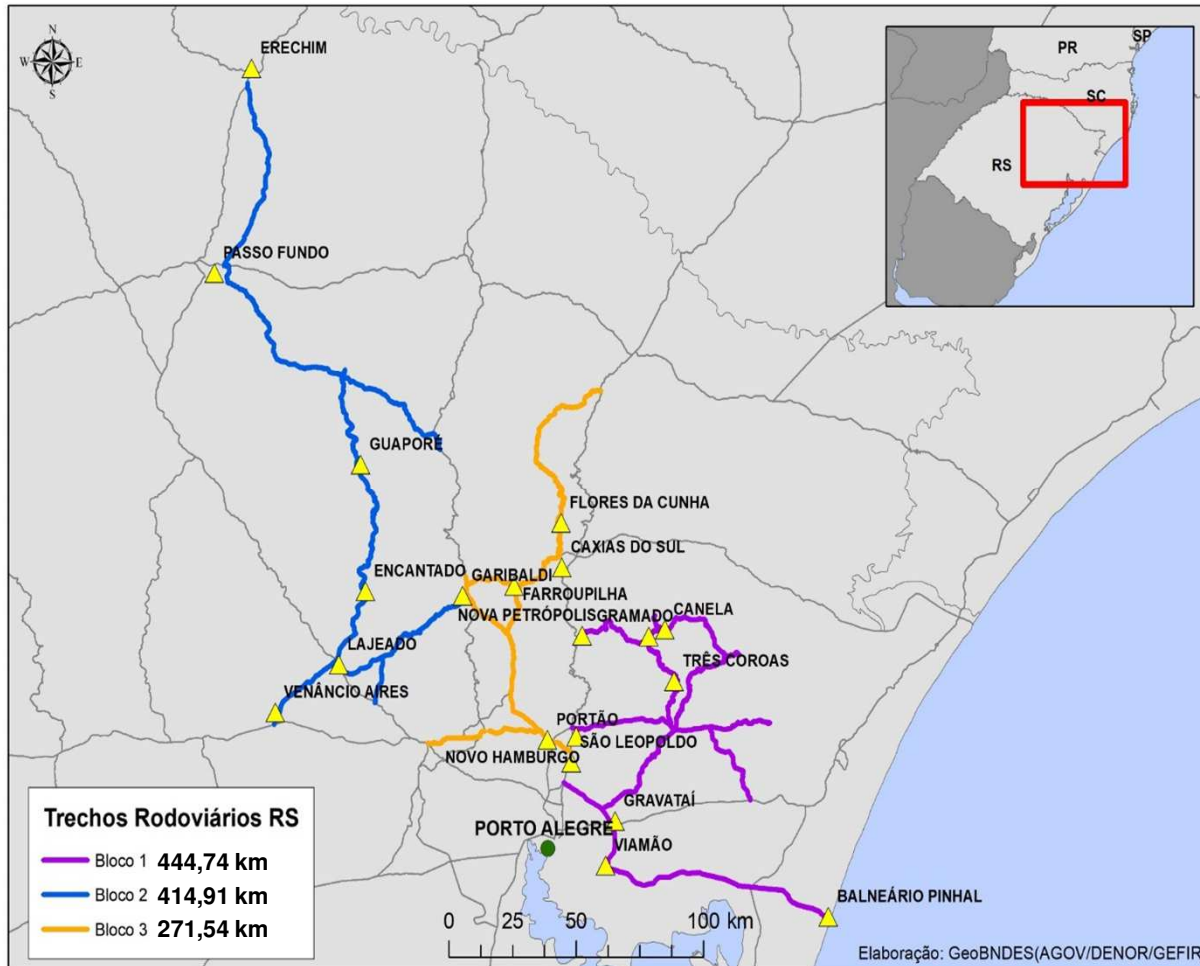 N
W
E
S
ERECHIM
PASSO FUNDO
GUAPORÉ
FLORES DA CUNHA
CAXIAS DO SUL
ENCANTADO
GARIBALDI
FARROUPILHA
NOVA PETRÓPOLIS
GRAMADO
CANELA
LAJEADO
TRÊS COROAS
VENÂNCIO AIRES
PORTÃO
SÃO LEOPOLDO
NOVO HAMBURGO
GRAVATAÍ
PORTO ALEGRE
VIAMÃO
BALNEÁRIO PINHAL
SP
PR
SC
RS
Trechos Rodoviários RS
Bloco 1 444,74 km
Bloco 2 414,91 km
Bloco 3 271,54 km
0 25 50 100 km
Elaboração: GeoBNDES(AGOV/DENOR/GEFIR